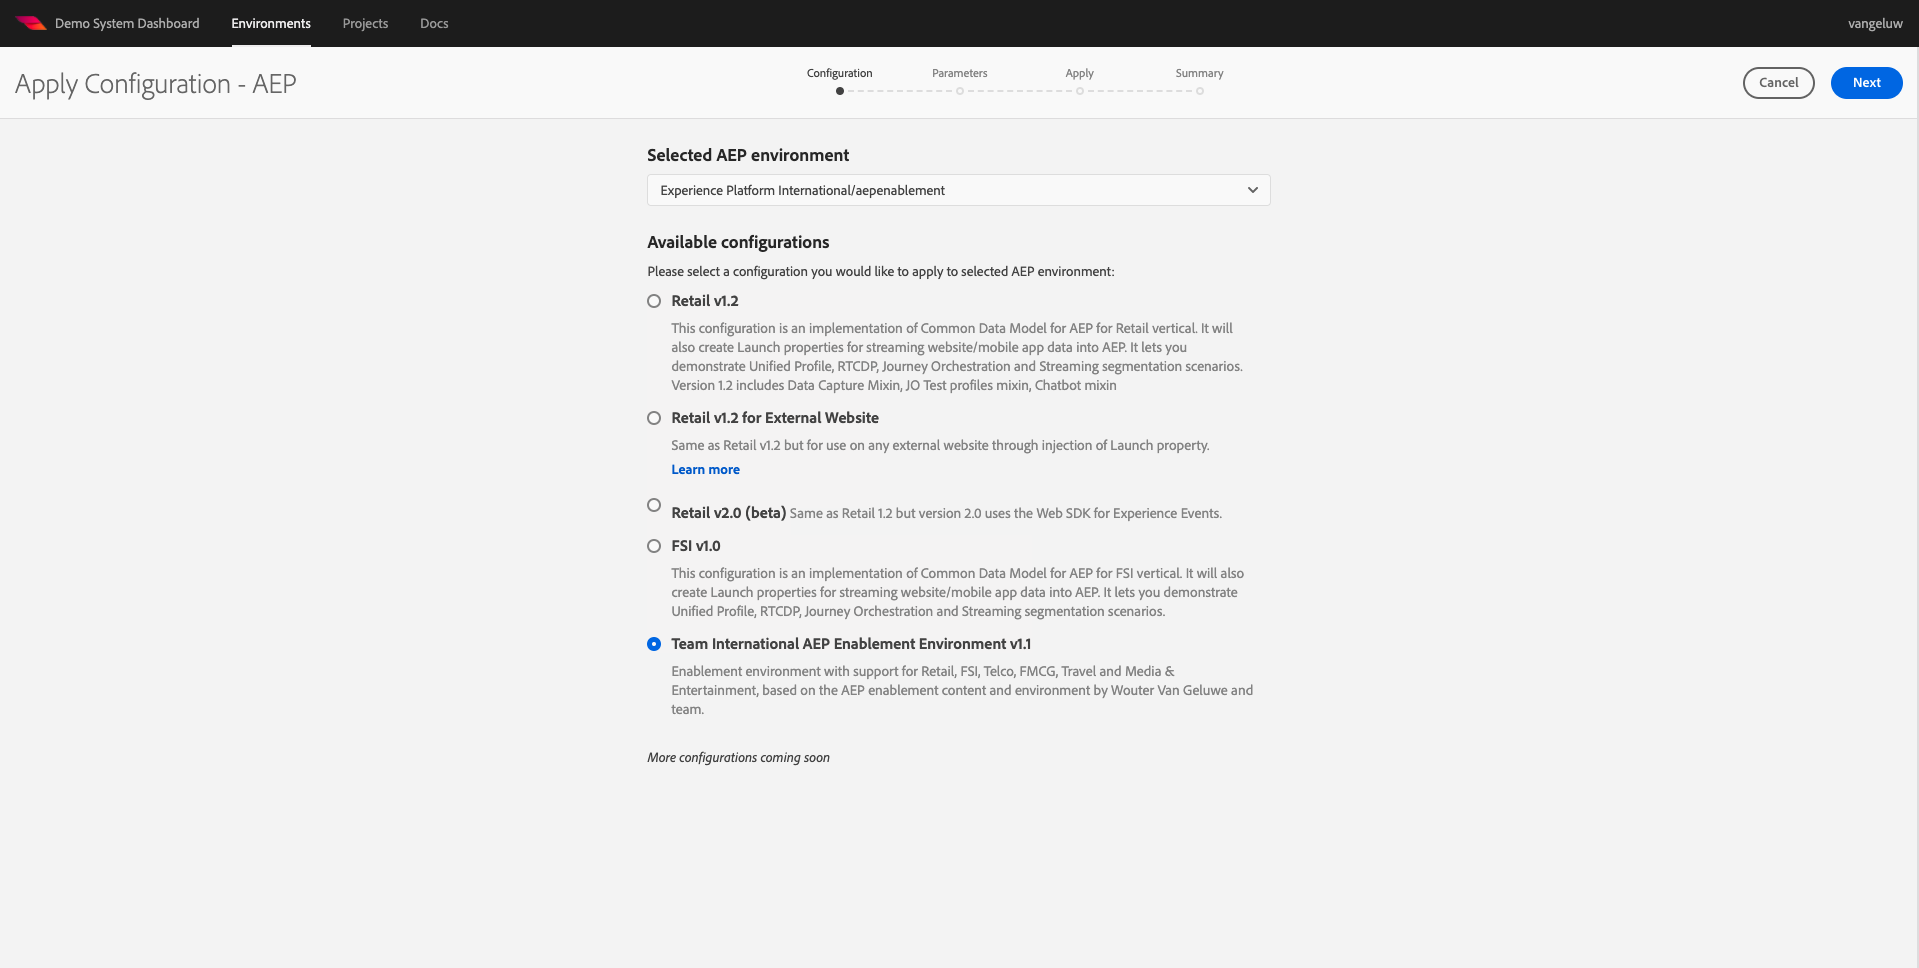 Demo System Dashboard Environments Projects Docs vangeluw
Apply Configuration - AEP
Configuration Parameters Apply Summary
Cancel Next
Selected AEP environment
Experience Platform International/aepenablement
Available configurations
Please select a configuration you would like to apply to selected AEP environment:
Retail v1.2
This configuration is an implementation of Common Data Model for AEP for Retail vertical. It will
also create Launch properties for streaming website/mobile app data into AEP. It lets you
demonstrate Unified Profile, RTCDP, Journey Orchestration and Streaming segmentation scenarios.
Version 1.2 includes Data Capture Mixin, JO Test profiles mixin, Chatbot mixin
Retail v1.2 for External Website
Same as Retail v1.2 but for use on any external website through injection of Launch property.
Learn more
Retail v2.0 (beta) Same as Retail 1.2 but version 2.0 uses the Web SDK for Experience Events.
FSI v1.0
This configuration is an implementation of Common Data Model for AEP for FSI vertical. It will also
create Launch properties for streaming website/mobile app data into AEP. It lets you demonstrate
Unified Profile, RTCDP, Journey Orchestration and Streaming segmentation scenarios.
Team International AEP Enablement Environment v1.1
Enablement environment with support for Retail, FSI, Telco, FMCG, Travel and Media &
Entertainment, based on the AEP enablement content and environment by Wouter Van Geluwe and
team.
More configurations coming soon